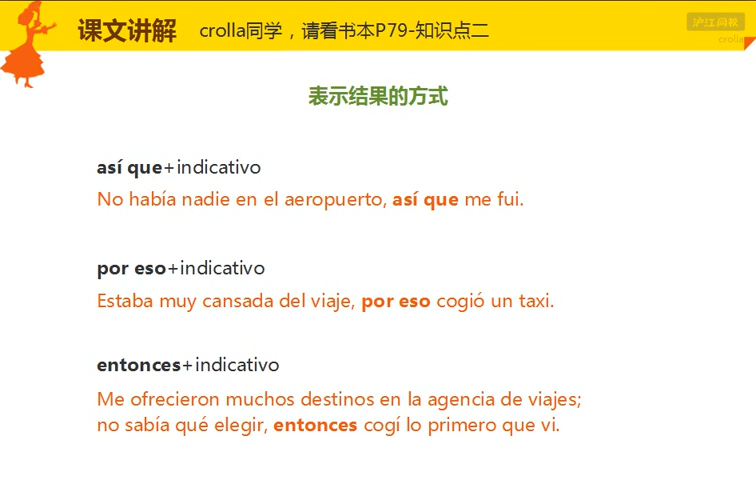 课文讲解 crolla同学，请看书本P79-知识点二
沪江网校
crolla
表示结果的方式
así que+indicativo
No había nadie en el aeropuerto, así que me fui.
por eso+indicativo
Estaba muy cansada del viaje, por eso cogió un taxi.
entonces+indicativo
Me ofrecieron muchos destinos en la agencia de viajes;
no sabía qué elegir, entonces cogí lo primero que vi.